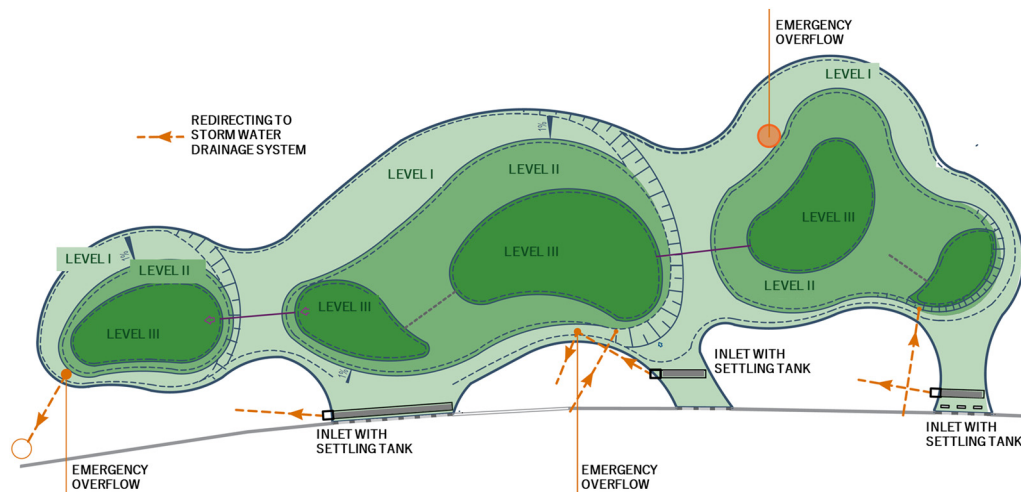 EMERGENCY
OVERFLOW
LEVEL I
REDIRECTING TO
STORM WATER
DRAINAGE SYSTEM
1%
LEVEL II
LEVEL I
LEVEL III
LEVEL III
LEVEL I
1%
LEVEL II
LEVEL II
LEVEL III
LEVEL III
1%
INLET WITH
SETTLING TANK
INLET WITH
SETTLING TANK
INLET WITH
SETTLING TANK
EMERGENCY
OVERFLOW
EMERGENCY
OVERFLOW